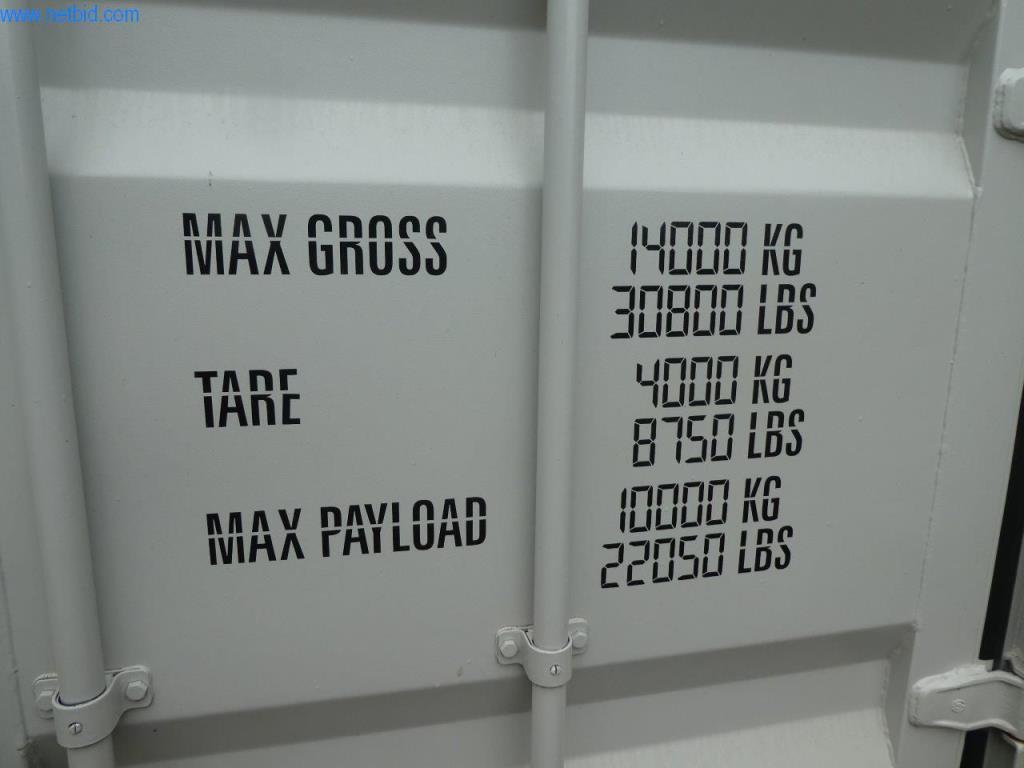 www.netbid.com
MAX GROSS 14000 KG
30800 LBS
TARE 4000 KG
8750 LBS
MAX PAYLOAD 10000 KG
22050 LBS